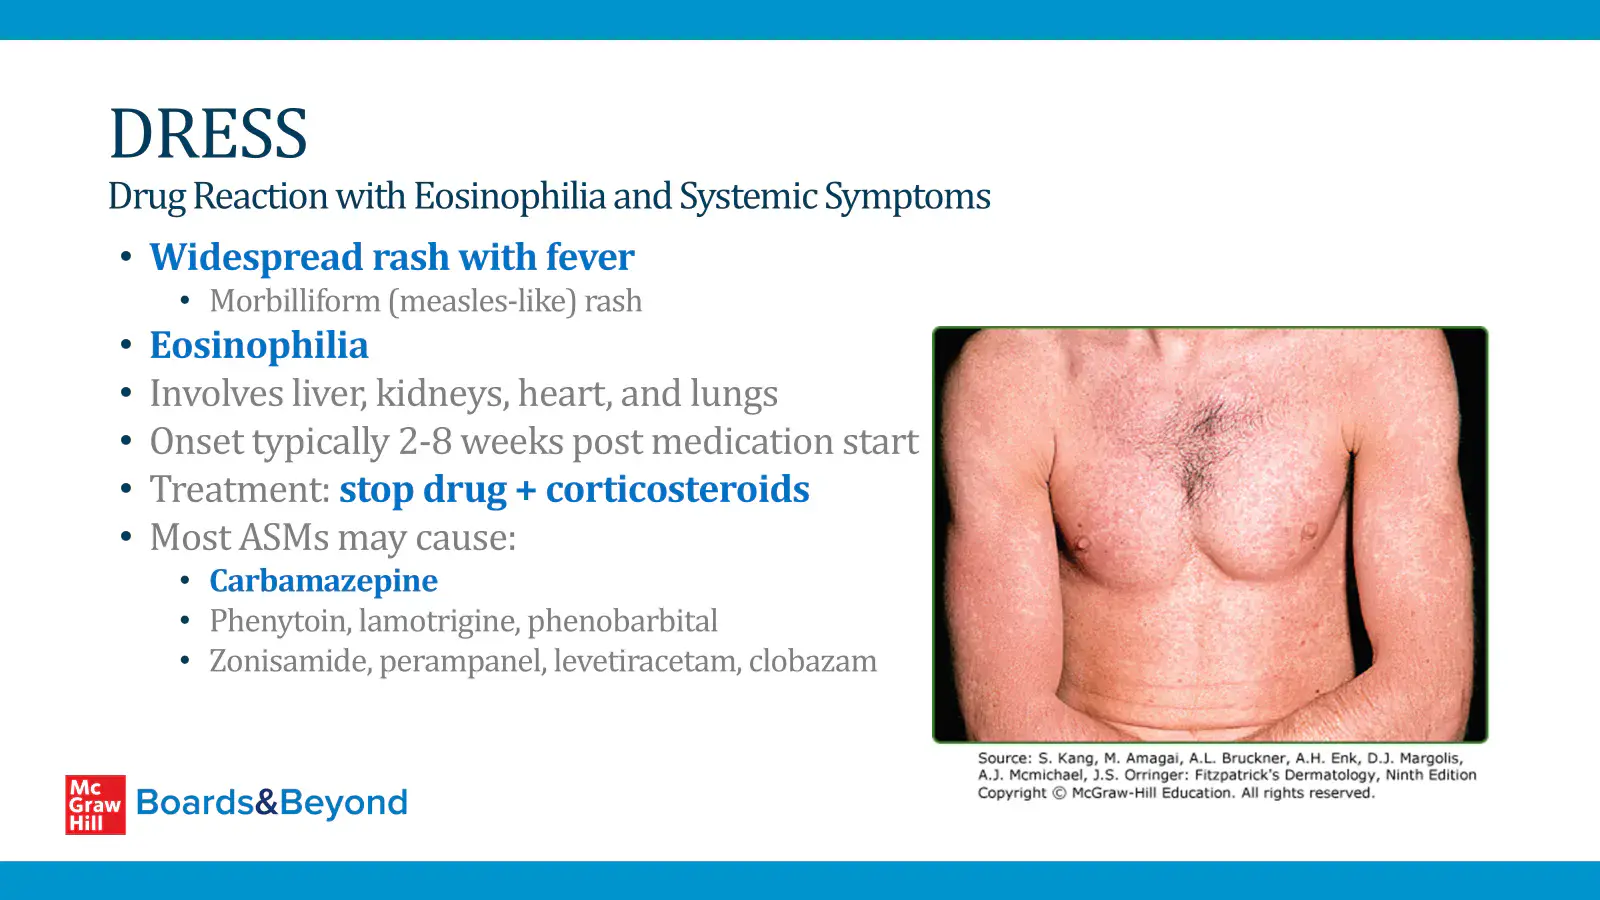 DRESS
Drug Reaction with Eosinophilia and Systemic Symptoms
• Widespread rash with fever
• Morbilliform (measles-like) rash
• Eosinophilia
• Involves liver, kidneys, heart, and lungs
• Onset typically 2-8 weeks post medication start
• Treatment: stop drug + corticosteroids
• Most ASMs may cause:
• Carbamazepine
• Phenytoin, lamotrigine, phenobarbital
• Zonisamide, perampanel, levetiracetam, clobazam
Source: S. Kang, M. Amagai, A.L. Bruckner, A.H. Enk, D.J. Margolis,
A.J. Mcmichael, J.S. Orringer: Fitzpatrick's Dermatology, Ninth Edition
Copyright © McGraw-Hill Education. All rights reserved.
Mc
Graw
Hill
Boards&Beyond